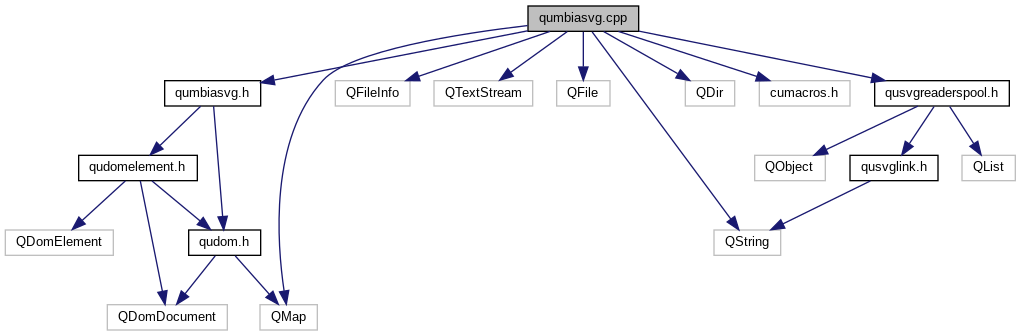 qumbiasvg.cpp
qumbiasvg.h
QFileInfo
QTextStream
QFile
QDir
cumacros.h
qusvgreaderspool.h
qudomelement.h
QObject
qusvglink.h
QList
QDomElement
qudom.h
QString
QDomDocument
QMap